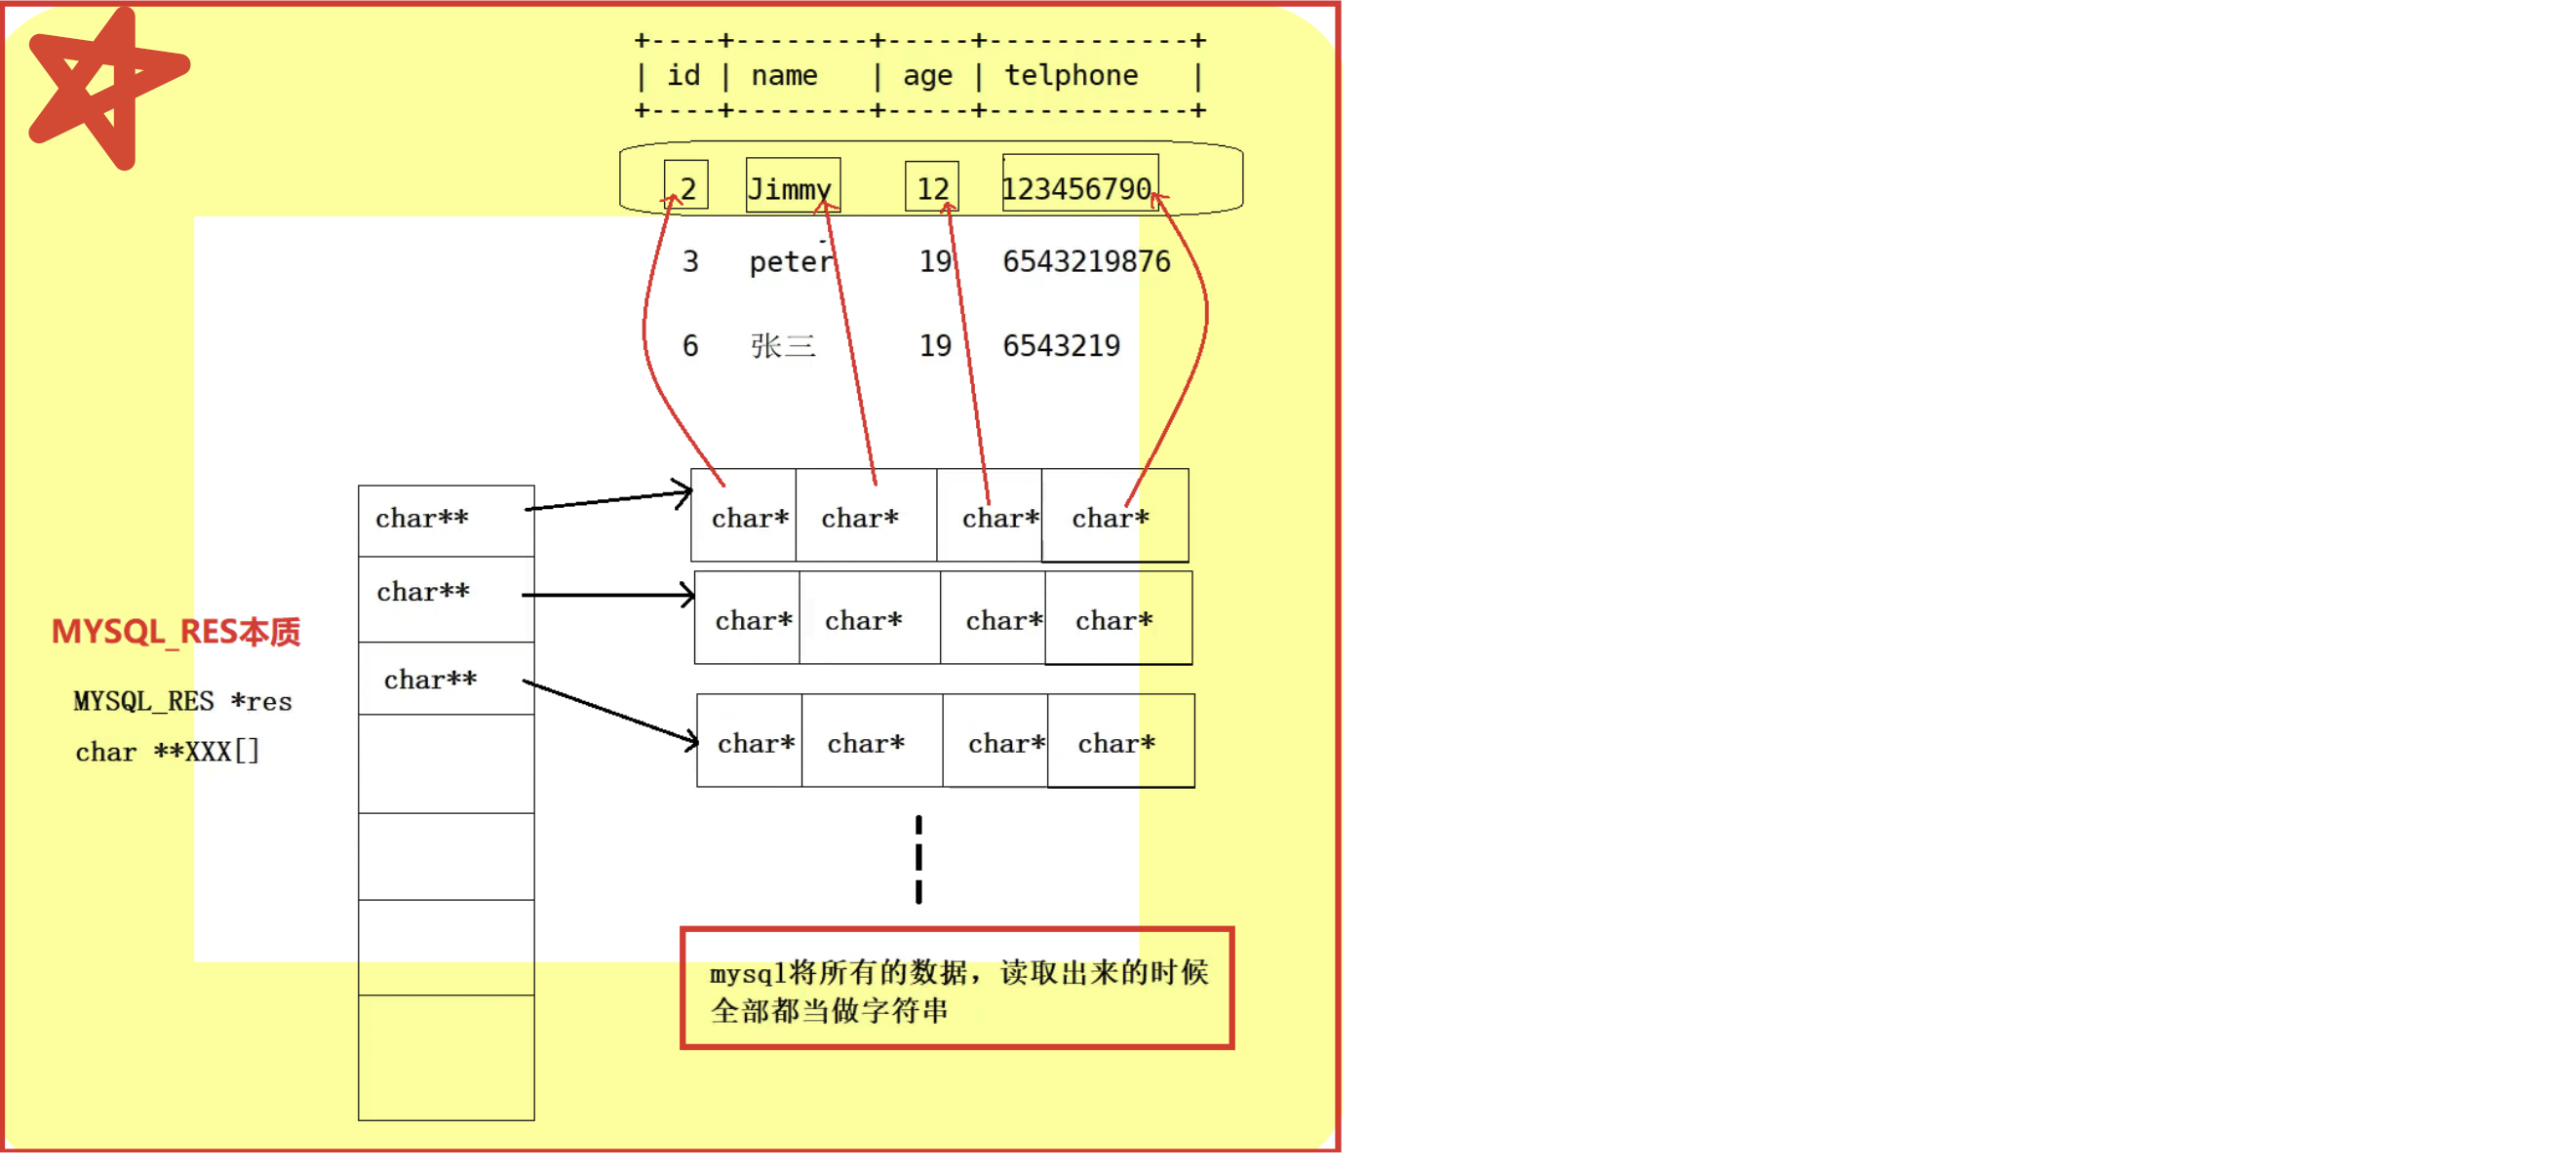 +----+--------+-----+------------+
| id | name   | age | telphone   |
+----+--------+-----+------------+
2 Jimmy 12 123456790
3 peter 19 6543219876
6 张三 19 6543219
char** char* char* char* char*
char** char* char* char* char*
MYSQL_RES本质
char** char* char* char* char*
MYSQL_RES *res
char **XXX[]
mysql将所有的数据，读取出来的时候
全部都当做字符串